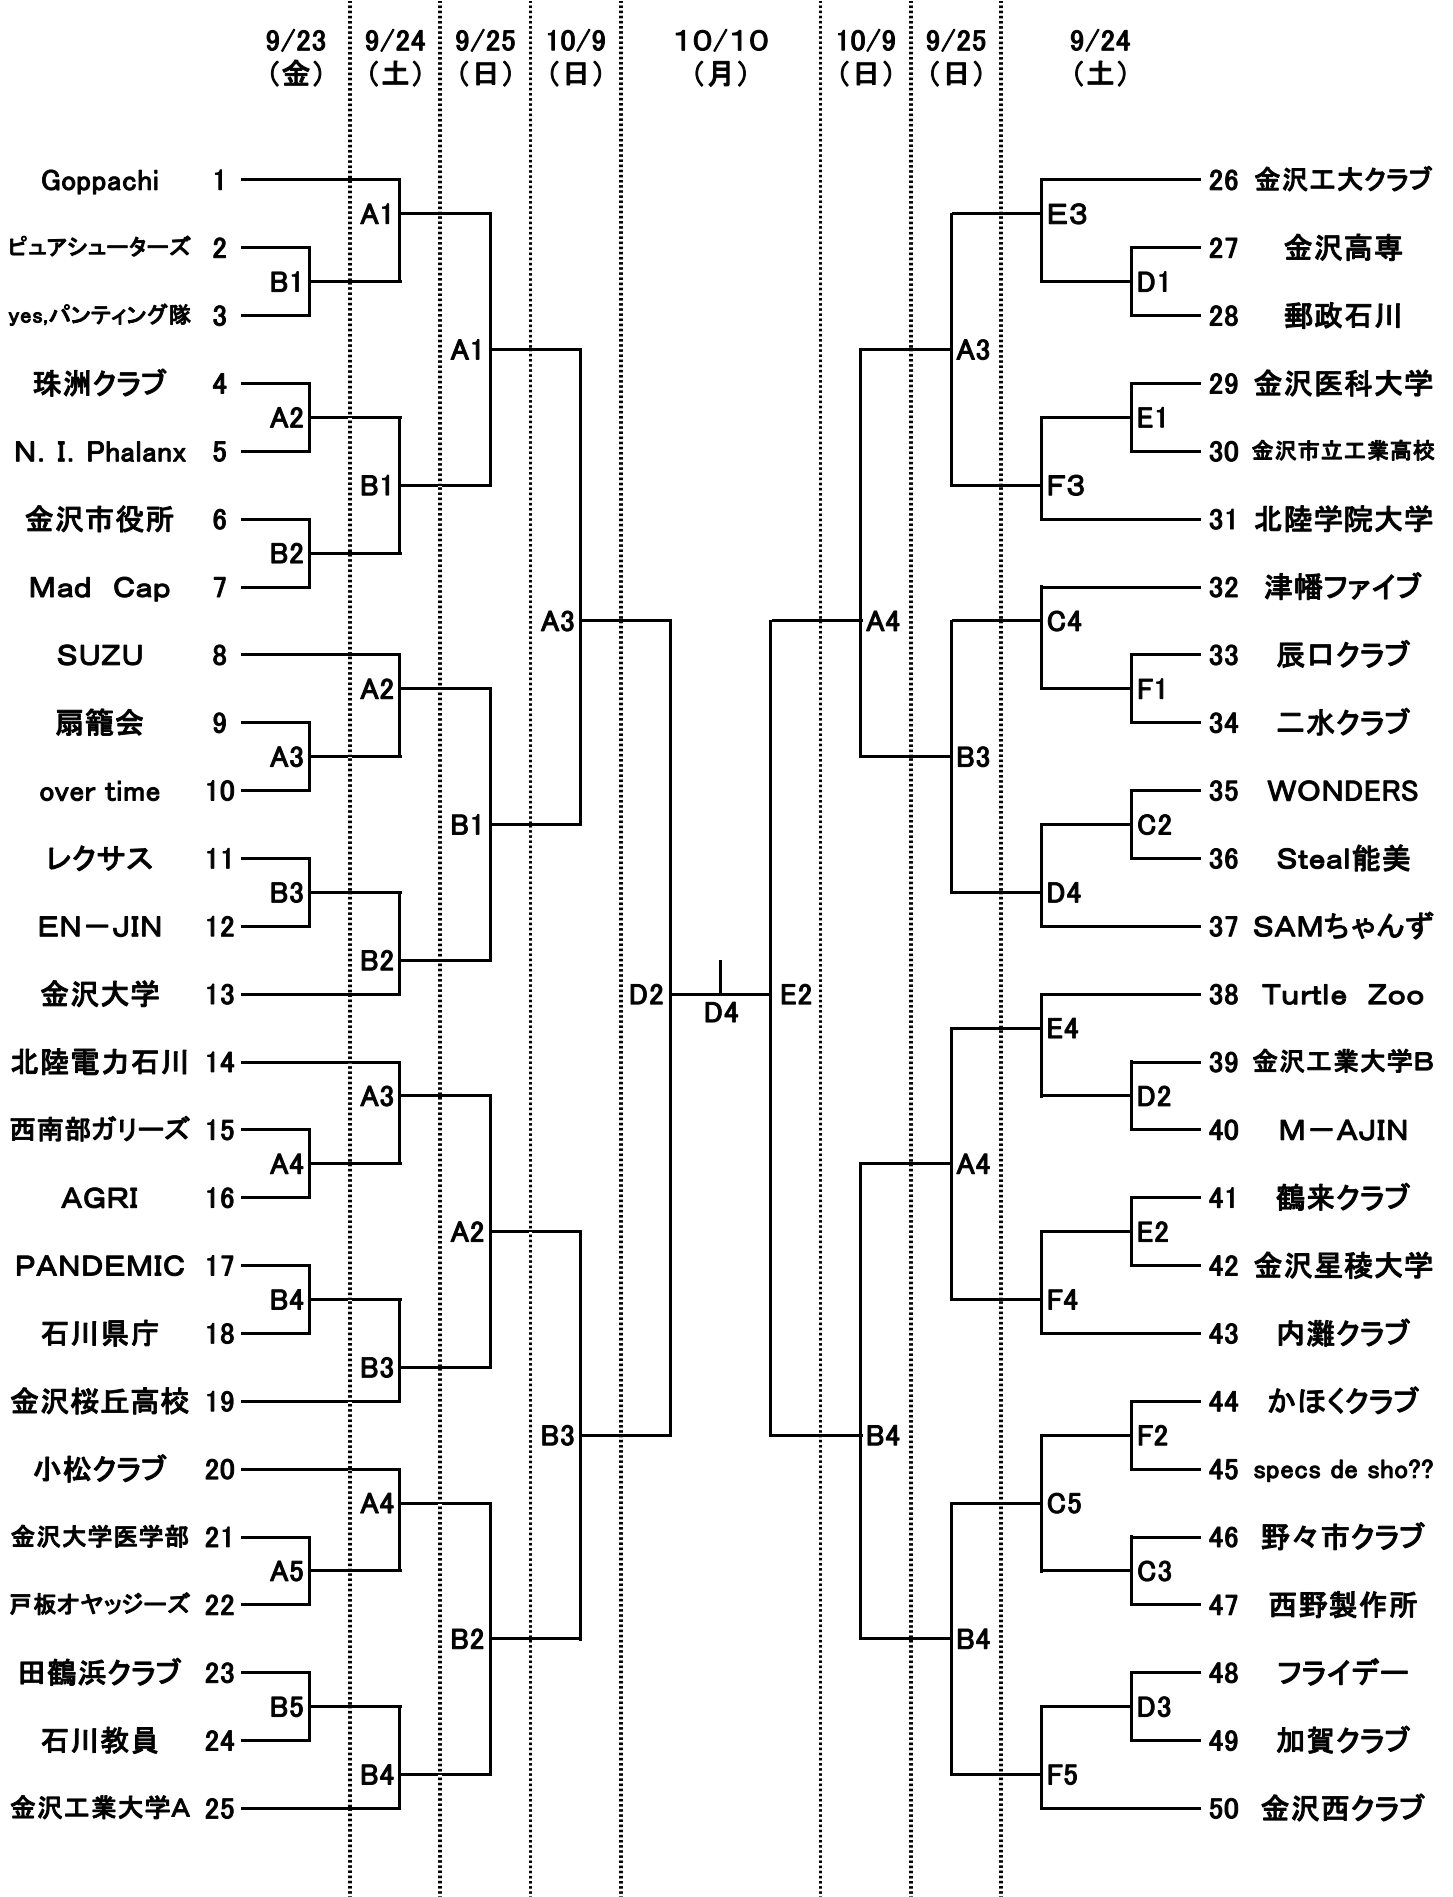 9/23 9/24 9/25 10/9 10/10 10/9 9/25 9/24
（金） （土） （日） （日） （月） （日） （日） （土）
Goppachi 1 26 金沢工大クラブ
A1 E3
ピュアシューターズ 2 27 金沢高専
B1 D1
yes,パンティング隊 3 28 郵政石川
A1 A3
珠洲クラブ 4 29 金沢医科大学
A2 E1
N. I. Phalanx 5 30 金沢市立工業高校
B1 F3
金沢市役所 6 31 北陸学院大学
B2
Mad Cap 7 32 津幡ファイブ
A3 A4 C4
SUZU 8 33 辰口クラブ
A2 F1
扇籠会 9 34 二水クラブ
A3 B3
over time 10 35 WONDERS
B1 C2
レクサス 11 36 Steal能美
B3 D4
EN－JIN 12 37 SAMちゃんず
B2
金沢大学 13 D2 E2 38 Turtle Zoo
D4 E4
北陸電力石川 14 39 金沢工業大学B
A3 D2
西南部ガリーズ 15 40 M－AJIN
A4 A4
AGRI 16 41 鶴来クラブ
A2 E2
PANDEMIC 17 42 金沢星稜大学
B4 F4
石川県庁 18 43 内灘クラブ
B3
金沢桜丘高校 19 44 かほくクラブ
B3 B4 F2
小松クラブ 20 45 specs de sho??
A4 C5
金沢大学医学部 21 46 野々市クラブ
A5 C3
戸板オヤッジーズ 22 47 西野製作所
B2 B4
田鶴浜クラブ 23 48 フライデー
B5 D3
石川教員 24 49 加賀クラブ
B4 F5
金沢工業大学A 25 50 金沢西クラブ